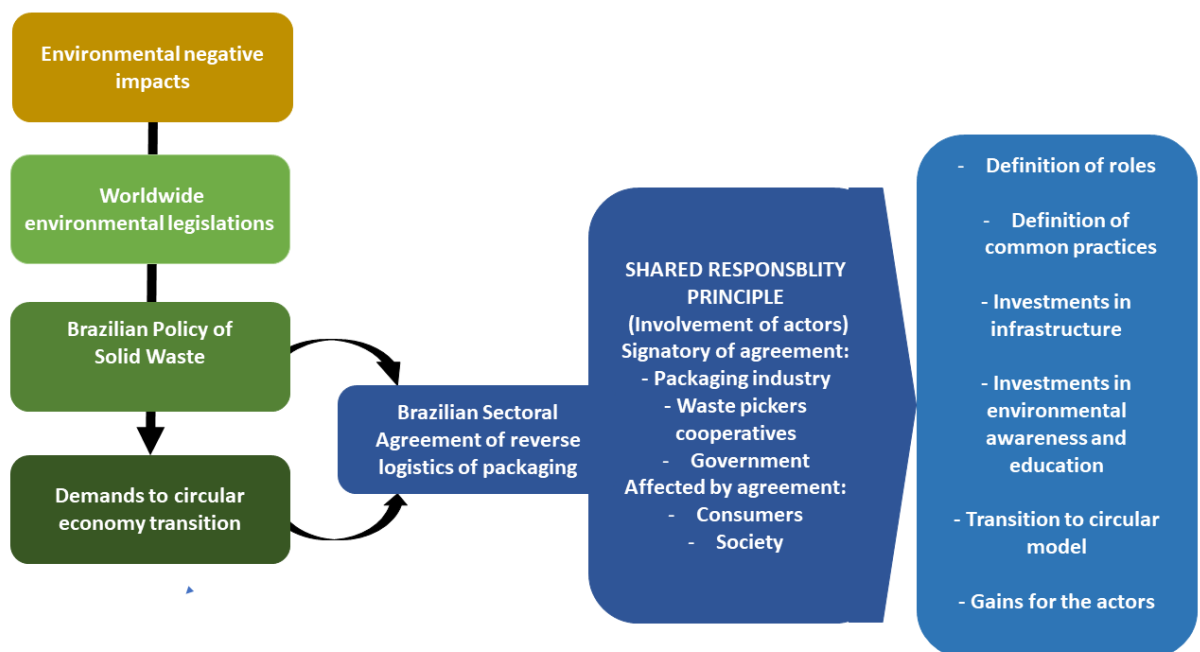 Environmental negative
impacts
Worldwide
environmental legislations
Brazilian Policy of
Solid Waste
Demands to circular
economy transition
Brazilian Sectoral
Agreement of reverse
logistics of packaging
SHARED RESPONSBLITY
PRINCIPLE
(Involvement of actors)
Signatory of agreement:
- Packaging industry
- Waste pickers
cooperatives
- Government
Affected by agreement:
- Consumers
- Society
- Definition of roles
- Definition of
common practices
- Investments in
infrastructure
- Investments in
environmental
awareness and
education
- Transition to circular
model
- Gains for the actors